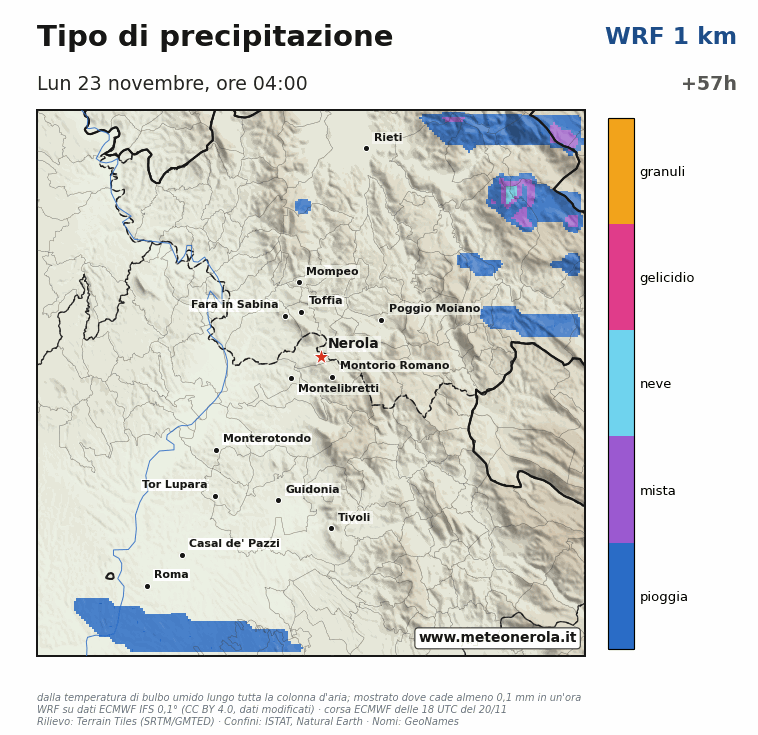 Tipo di precipitazione
WRF 1 km
Lun 23 novembre, ore 04:00
+57h
Rieti
Mompeo
Toffia
Fara in Sabina
Poggio Moiano
Nerola
Montorio Romano
Montelibretti
Monterotondo
Tor Lupara
Guidonia
Tivoli
Casal de' Pazzi
Roma
www.meteonerola.it
granuli
gelicidio
neve
mista
pioggia
dalla temperatura di bulbo umido lungo tutta la colonna d'aria; mostrato dove cade almeno 0,1 mm in un'ora
WRF su dati ECMWF IFS 0,1° (CC BY 4.0, dati modificati) · corsa ECMWF delle 18 UTC del 20/11
Rilievo: Terrain Tiles (SRTM/GMTED) · Confini: ISTAT, Natural Earth · Nomi: GeoNames